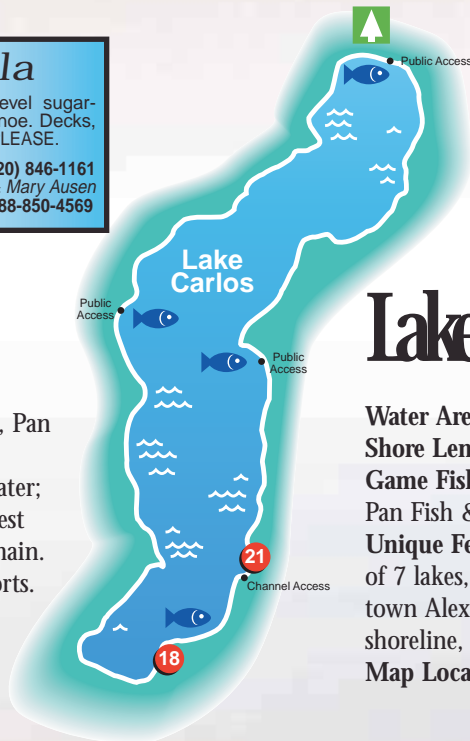 la
evel sugar-
noe. Decks,
LEASE.
20) 846-1161
Mary Ausen
88-850-4569
, Pan
ater;
est
hain.
orts.
Public Access
Lake
Carlos
Public
Access
Public
Access
21
Channel Access
18
Lake
Water Are
Shore Len
Game Fish
Pan Fish &
Unique Fe
of 7 lakes,
town Alex
shoreline,
Map Loca